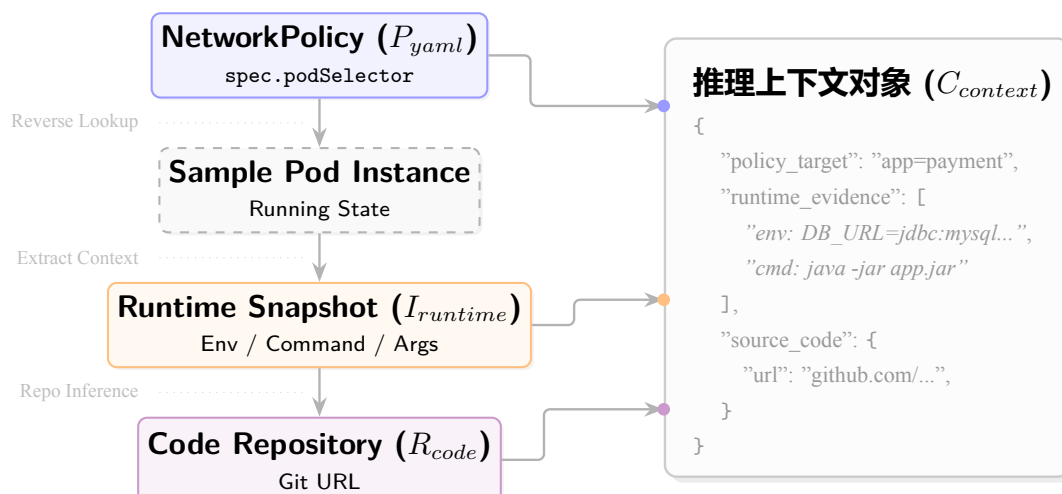 NetworkPolicy (P_yaml)
spec.podSelector
Reverse Lookup
Sample Pod Instance
Running State
Extract Context
Runtime Snapshot (I_runtime)
Env / Command / Args
Repo Inference
Code Repository (R_code)
Git URL
推理上下文对象 (C_context)
{
”policy_target”: ”app=payment”,
”runtime_evidence”: [
”env: DB_URL=jdbc:mysql...”,
”cmd: java -jar app.jar”
],
”source_code”: {
”url”: ”github.com/...”,
}
}